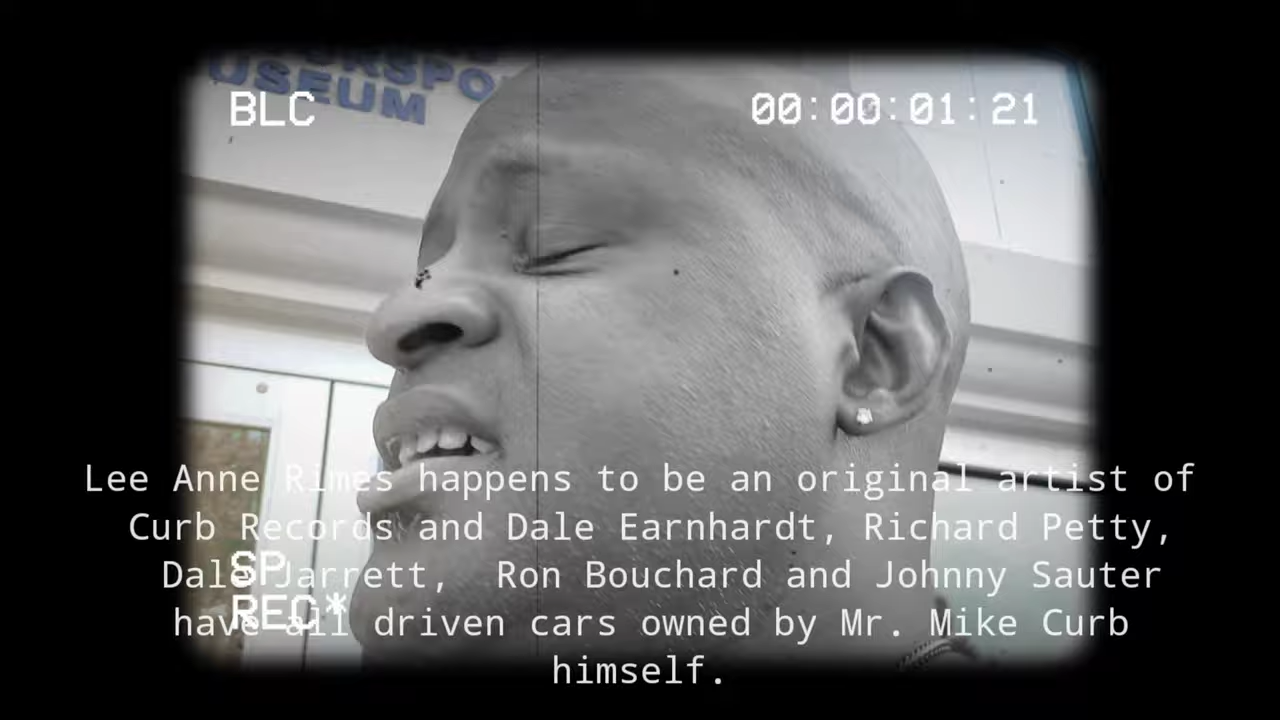 USEUM
BLC
00:00:01:21
Lee Anne Rimes happens to be an original artist of
Curb Records and Dale Earnhardt, Richard Petty,
Dale Jarrett,  Ron Bouchard and Johnny Sauter
have all driven cars owned by Mr. Mike Curb
himself.
SP
REC*